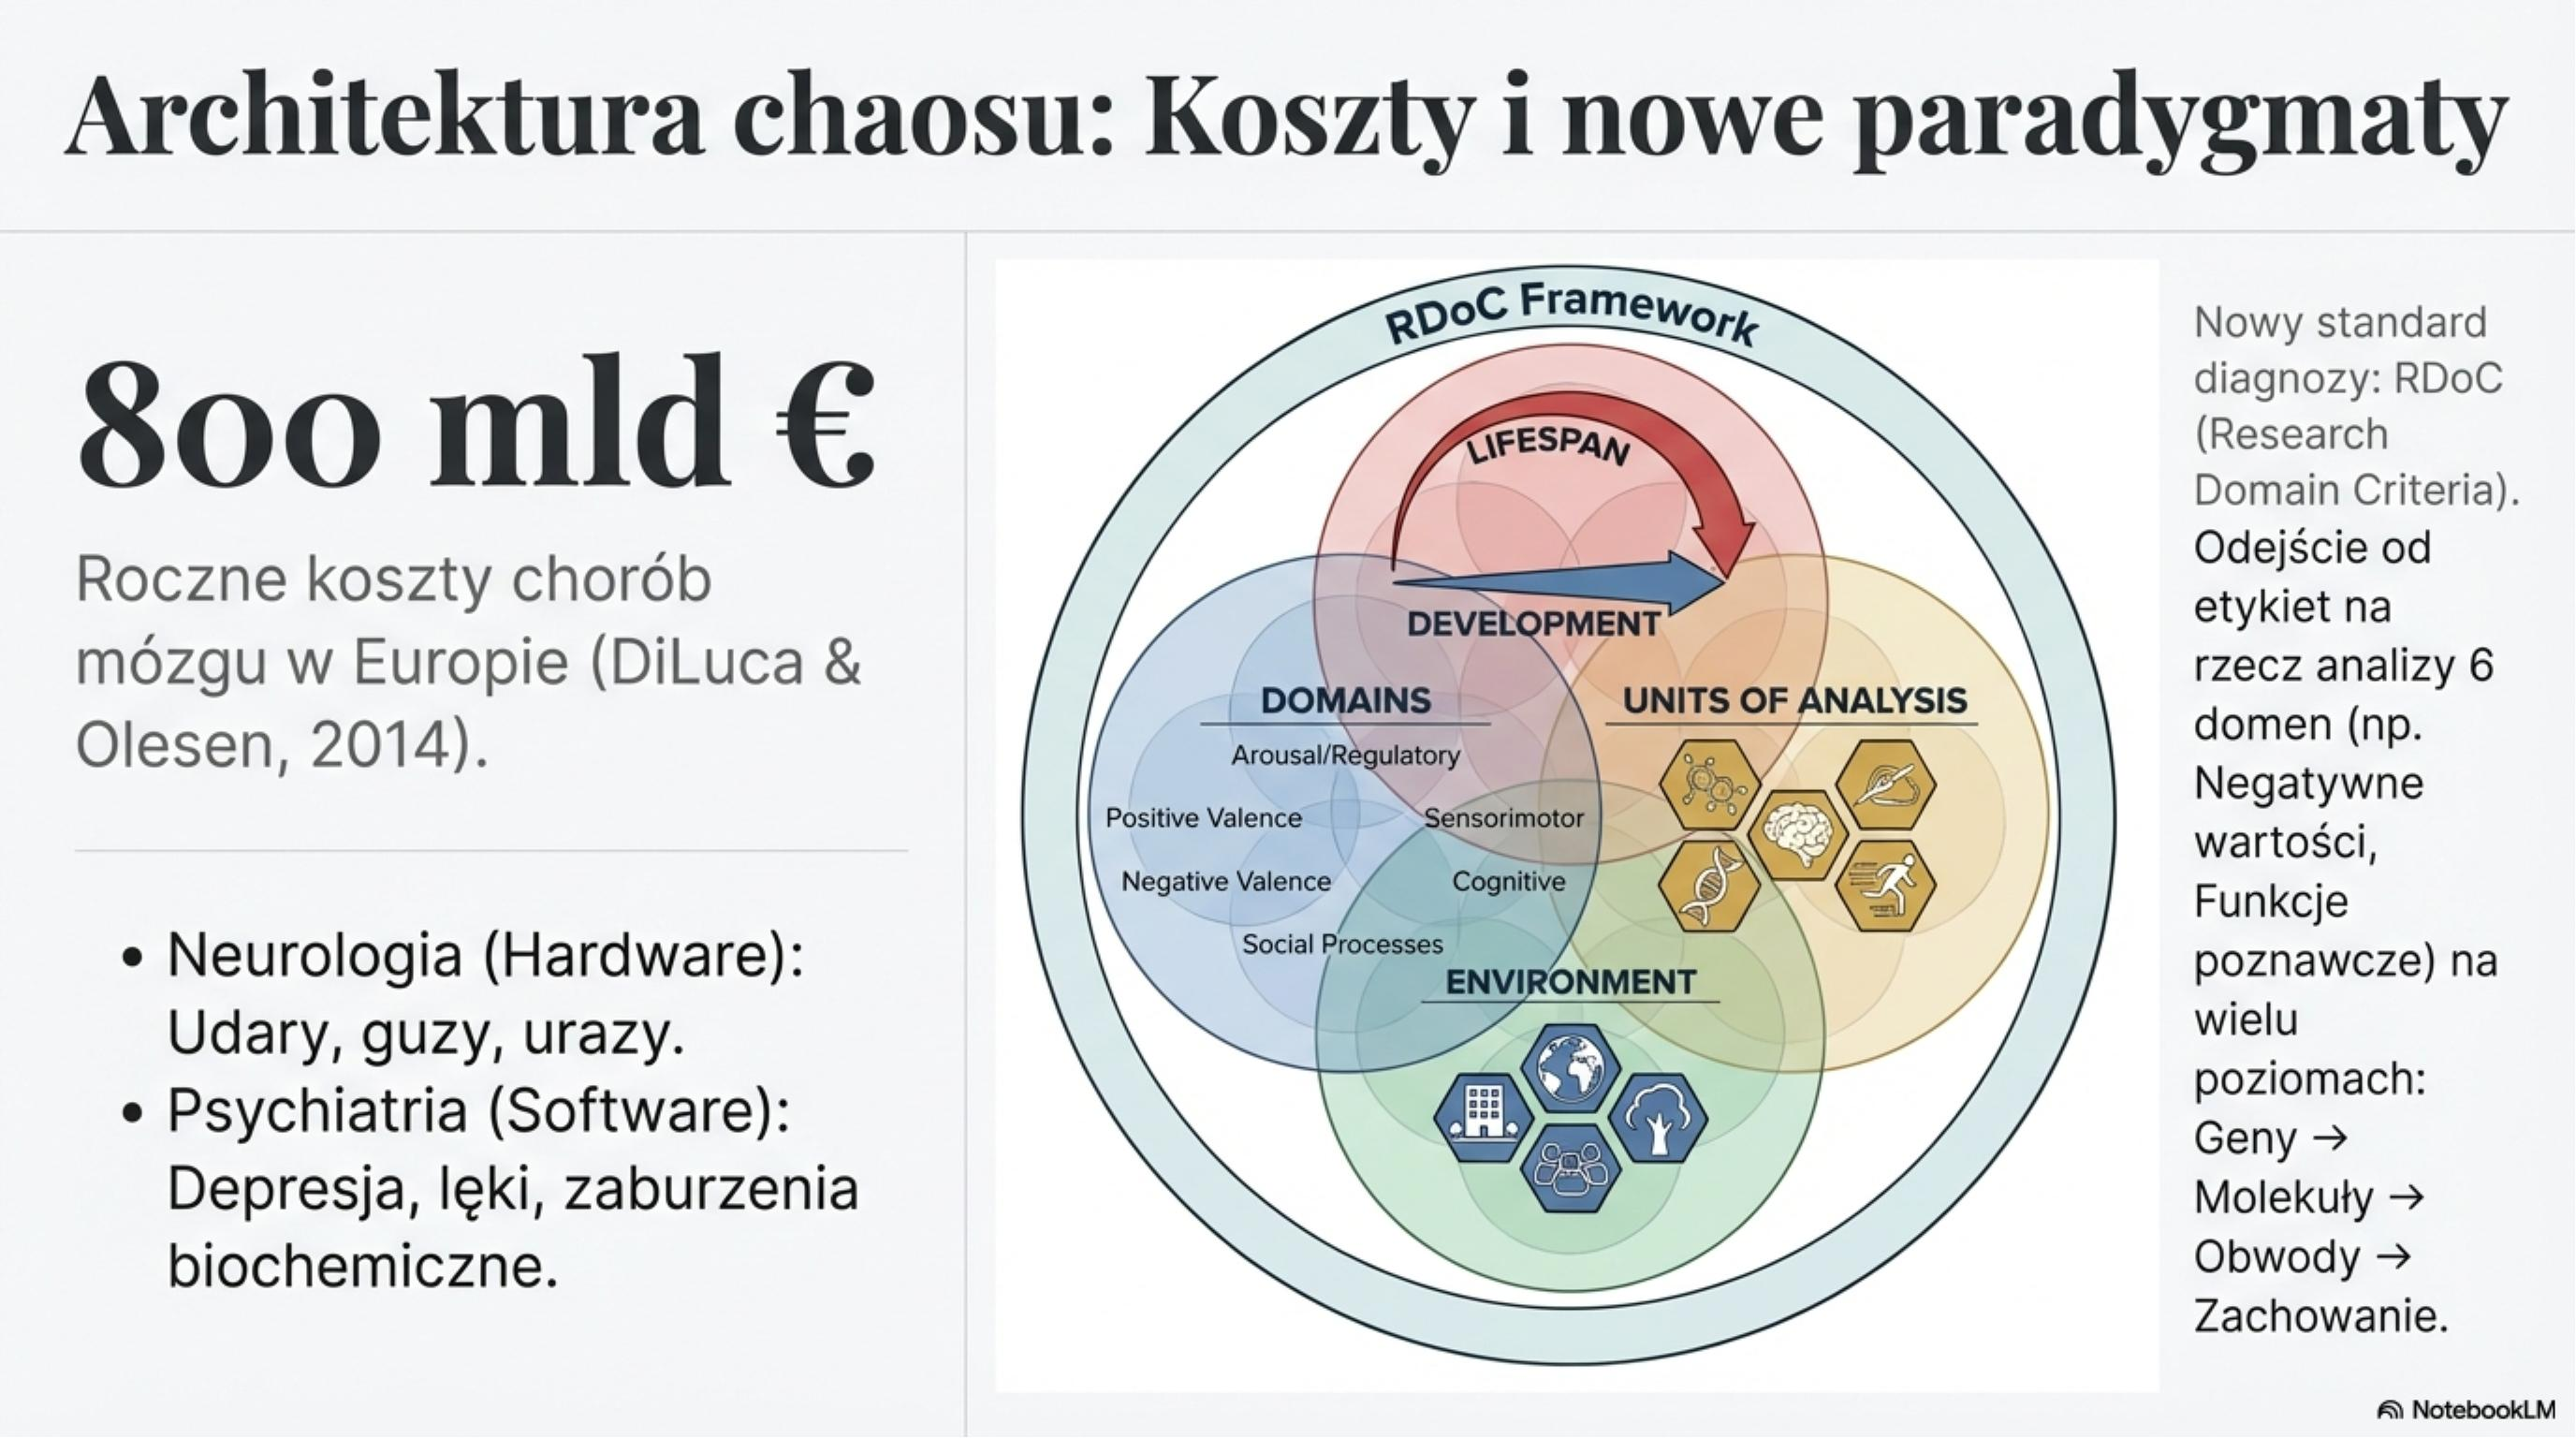 Architektura chaosu: Koszty i nowe paradygmaty
800 mld €
Roczne koszty chorób
mózgu w Europie (DiLuca &
Olesen, 2014).
• Neurologia (Hardware):
Udary, guzy, urazy.
• Psychiatria (Software):
Depresja, lęki, zaburzenia
biochemiczne.
RDoC Framework
LIFESPAN
DEVELOPMENT
DOMAINS
Arousal/Regulatory
Positive Valence
Sensorimotor
Negative Valence
Cognitive
Social Processes
UNITS OF ANALYSIS
ENVIRONMENT
Nowy standard
diagnozy: RDoC
(Research
Domain Criteria).
Odejście od
etykiet na
rzecz analizy 6
domen (np.
Negatywne
wartości,
Funkcje
poznawcze) na
wielu
poziomach:
Geny →
Molekuły →
Obwody →
Zachowanie.
NotebookLM